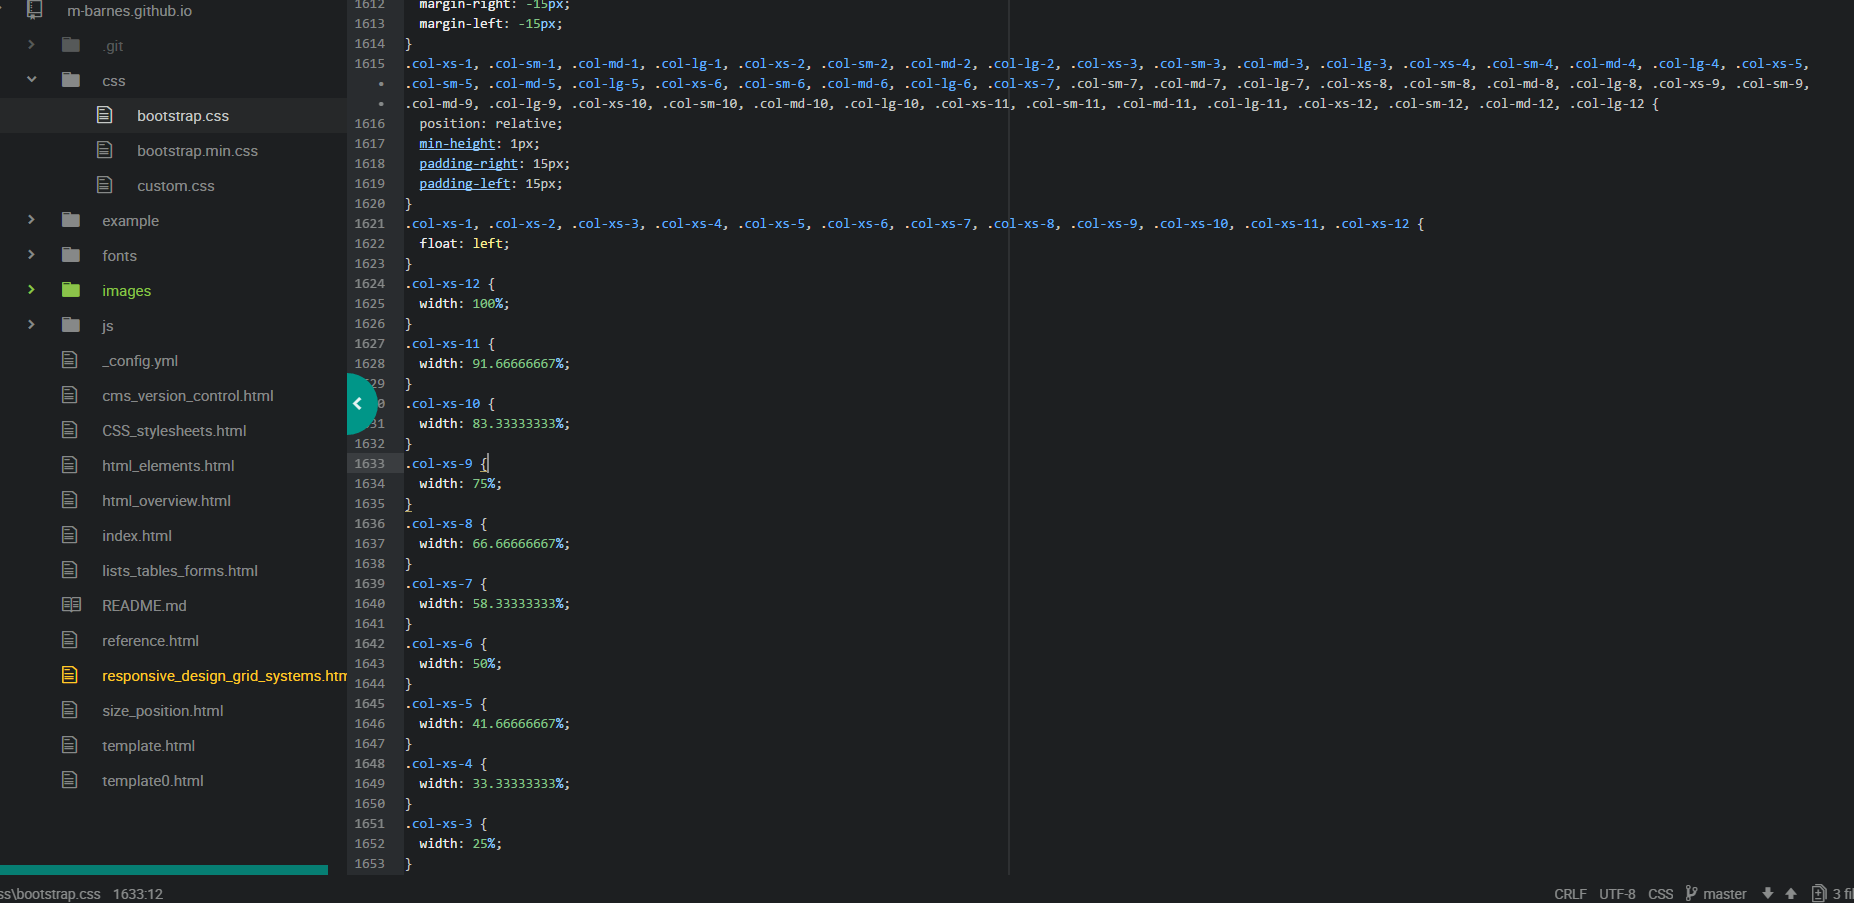 m-barnes.github.io
.git
css
bootstrap.css
bootstrap.min.css
custom.css
example
fonts
images
js
_config.yml
cms_version_control.html
CSS_stylesheets.html
html_elements.html
html_overview.html
index.html
lists_tables_forms.html
README.md
reference.html
responsive_design_grid_systems.htm
size_position.html
template.html
template0.html
1612 margin-right: -15px;
1613 margin-left: -15px;
1614 }
1615 .col-xs-1, .col-sm-1, .col-md-1, .col-lg-1, .col-xs-2, .col-sm-2, .col-md-2, .col-lg-2, .col-xs-3, .col-sm-3, .col-md-3, .col-lg-3, .col-xs-4, .col-sm-4, .col-md-4, .col-lg-4, .col-xs-5,
• .col-sm-5, .col-md-5, .col-lg-5, .col-xs-6, .col-sm-6, .col-md-6, .col-lg-6, .col-xs-7, .col-sm-7, .col-md-7, .col-lg-7, .col-xs-8, .col-sm-8, .col-md-8, .col-lg-8, .col-xs-9, .col-sm-9,
• .col-md-9, .col-lg-9, .col-xs-10, .col-sm-10, .col-md-10, .col-lg-10, .col-xs-11, .col-sm-11, .col-md-11, .col-lg-11, .col-xs-12, .col-sm-12, .col-md-12, .col-lg-12 {
1616 position: relative;
1617 min-height: 1px;
1618 padding-right: 15px;
1619 padding-left: 15px;
1620 }
1621 .col-xs-1, .col-xs-2, .col-xs-3, .col-xs-4, .col-xs-5, .col-xs-6, .col-xs-7, .col-xs-8, .col-xs-9, .col-xs-10, .col-xs-11, .col-xs-12 {
1622 float: left;
1623 }
1624 .col-xs-12 {
1625 width: 100%;
1626 }
1627 .col-xs-11 {
1628 width: 91.66666667%;
29 }
0 .col-xs-10 {
31 width: 83.33333333%;
1632 }
1633 .col-xs-9 {
1634 width: 75%;
1635 }
1636 .col-xs-8 {
1637 width: 66.66666667%;
1638 }
1639 .col-xs-7 {
1640 width: 58.33333333%;
1641 }
1642 .col-xs-6 {
1643 width: 50%;
1644 }
1645 .col-xs-5 {
1646 width: 41.66666667%;
1647 }
1648 .col-xs-4 {
1649 width: 33.33333333%;
1650 }
1651 .col-xs-3 {
1652 width: 25%;
1653 }
ss\bootstrap.css 1633:12 CRLF UTF-8 CSS master 3 fil